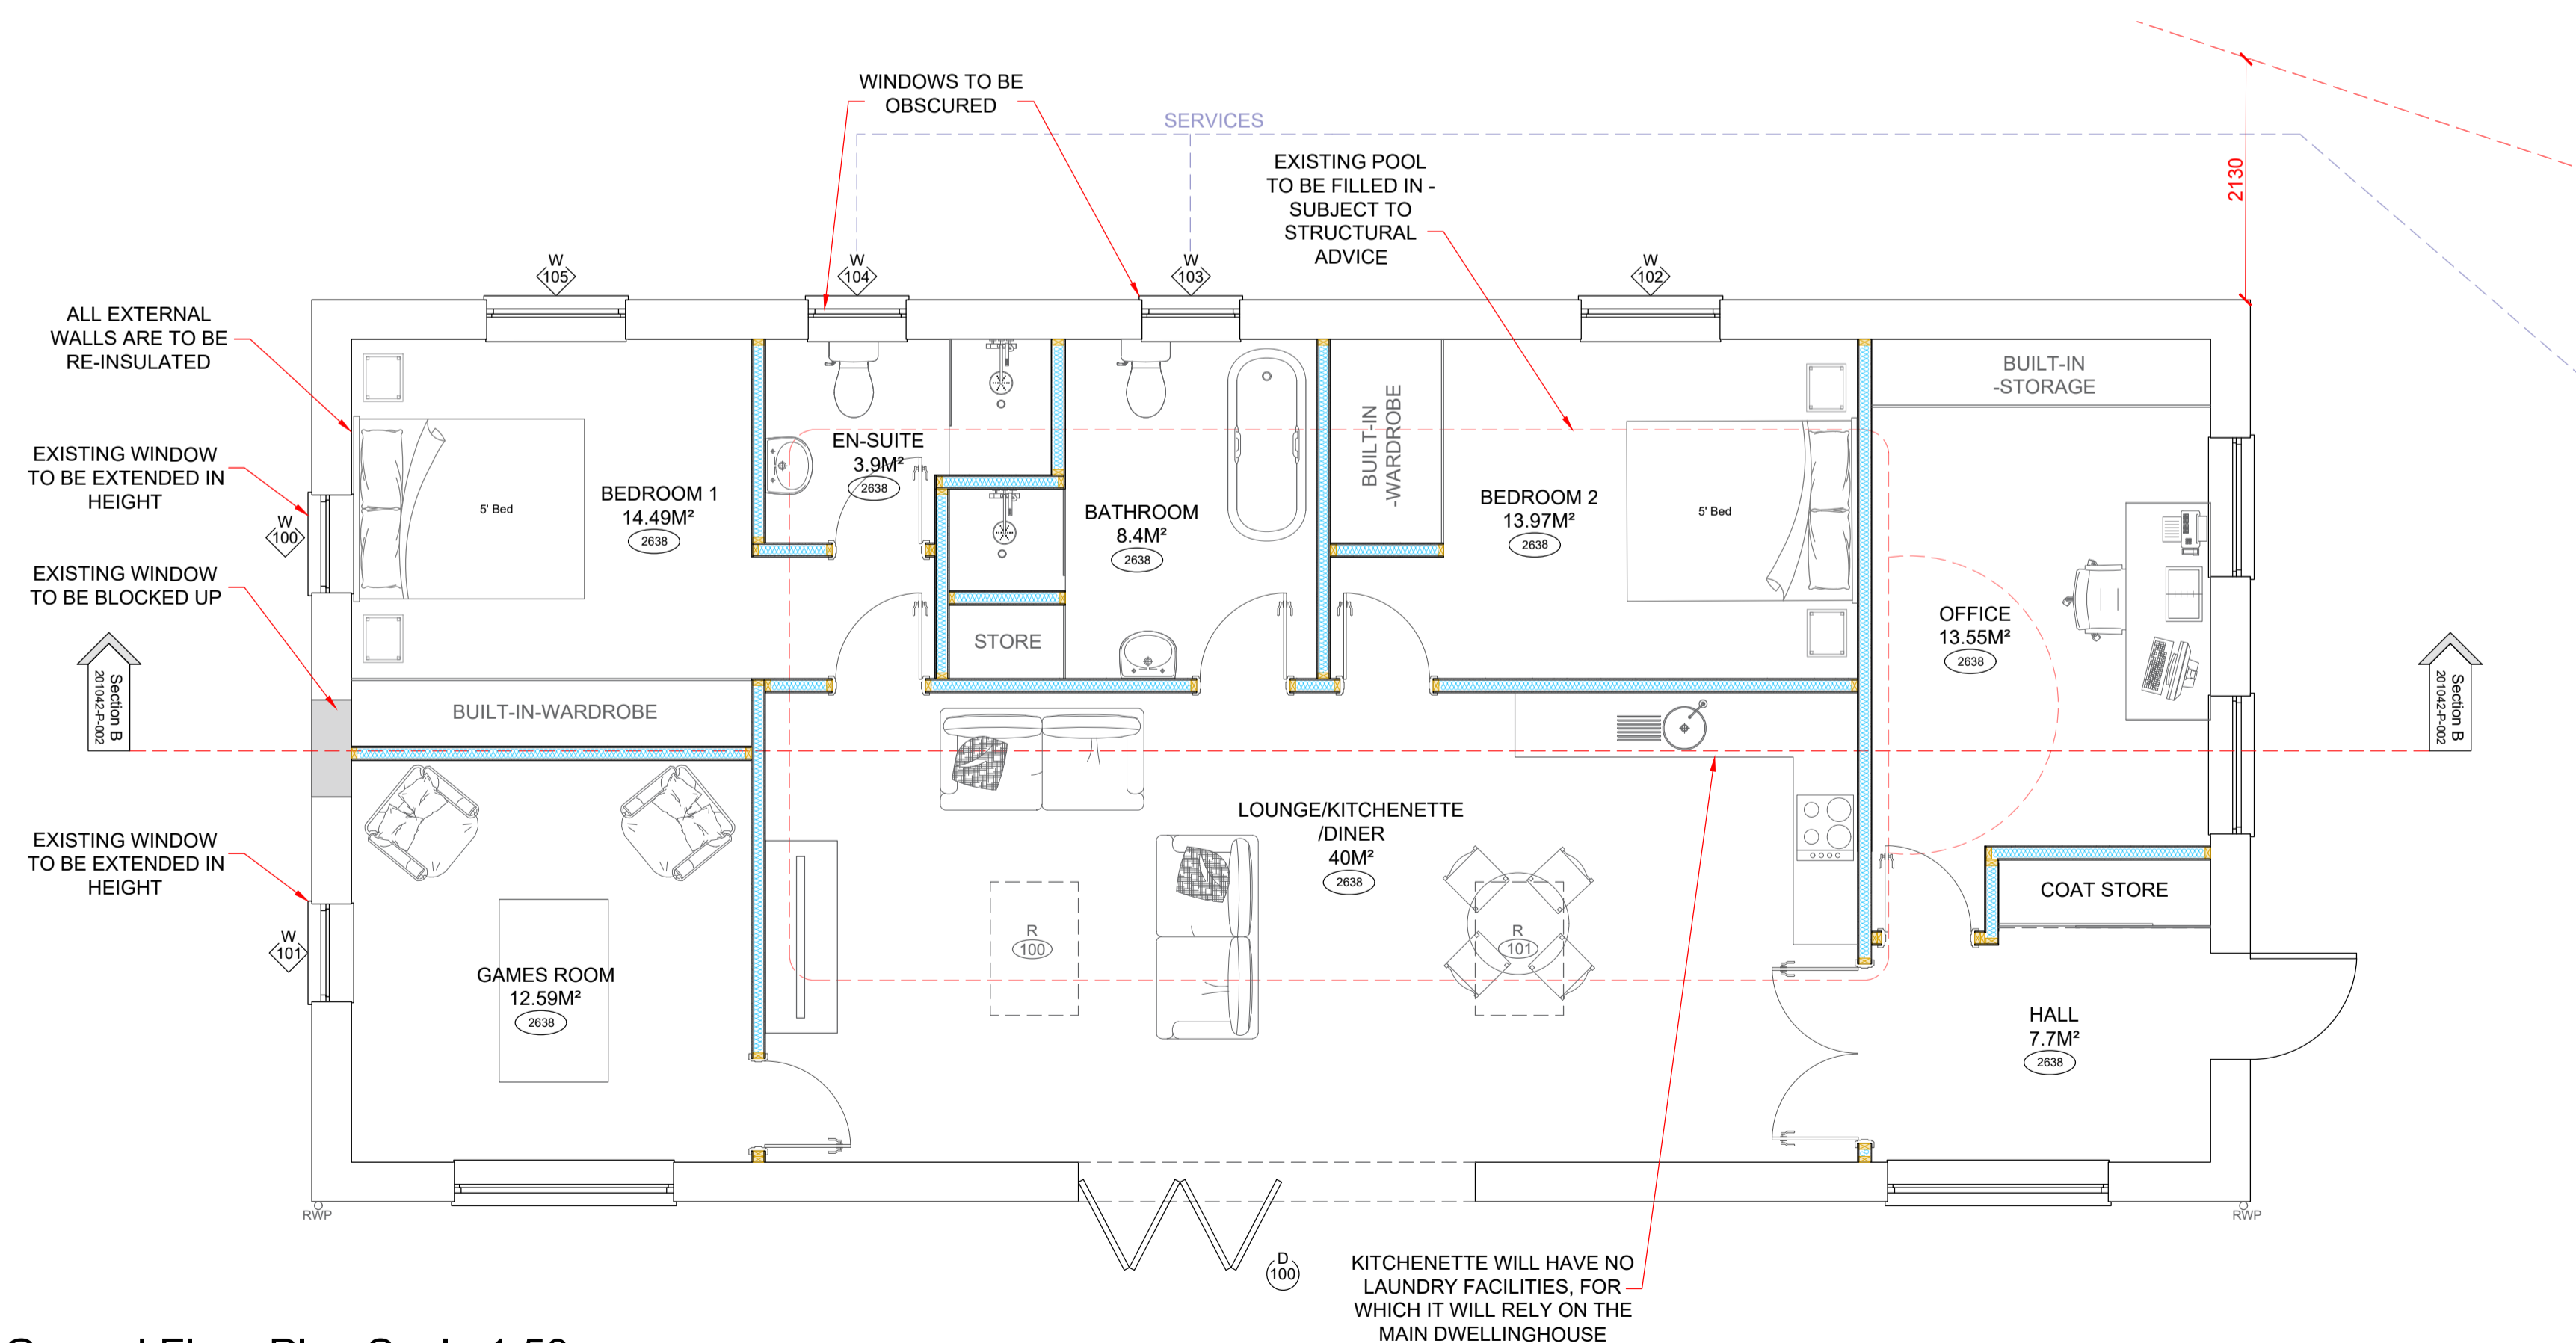 WINDOWS TO BE
OBSCURED
SERVICES
EXISTING POOL
TO BE FILLED IN -
SUBJECT TO
STRUCTURAL
ADVICE
2130
W
105
W
104
W
103
W
102
ALL EXTERNAL
WALLS ARE TO BE
RE-INSULATED
EXISTING WINDOW
TO BE EXTENDED IN
HEIGHT
W
100
EXISTING WINDOW
TO BE BLOCKED UP
Section B
201042-P-002
EXISTING WINDOW
TO BE EXTENDED IN
HEIGHT
W
101
5' Bed
BEDROOM 1
14.49M²
2638
BUILT-IN-WARDROBE
EN-SUITE
3.9M²
2638
BATHROOM
8.4M²
2638
STORE
BUILT-IN
-WARDROBE
BEDROOM 2
13.97M²
2638
5' Bed
BUILT-IN
-STORAGE
OFFICE
13.55M²
2638
Section B
201042-P-002
LOUNGE/KITCHENETTE
/DINER
40M²
2638
COAT STORE
R
100
R
101
GAMES ROOM
12.59M²
2638
HALL
7.7M²
2638
RWP
RWP
D
100
KITCHENETTE WILL HAVE NO
LAUNDRY FACILITIES, FOR
WHICH IT WILL RELY ON THE
MAIN DWELLINGHOUSE